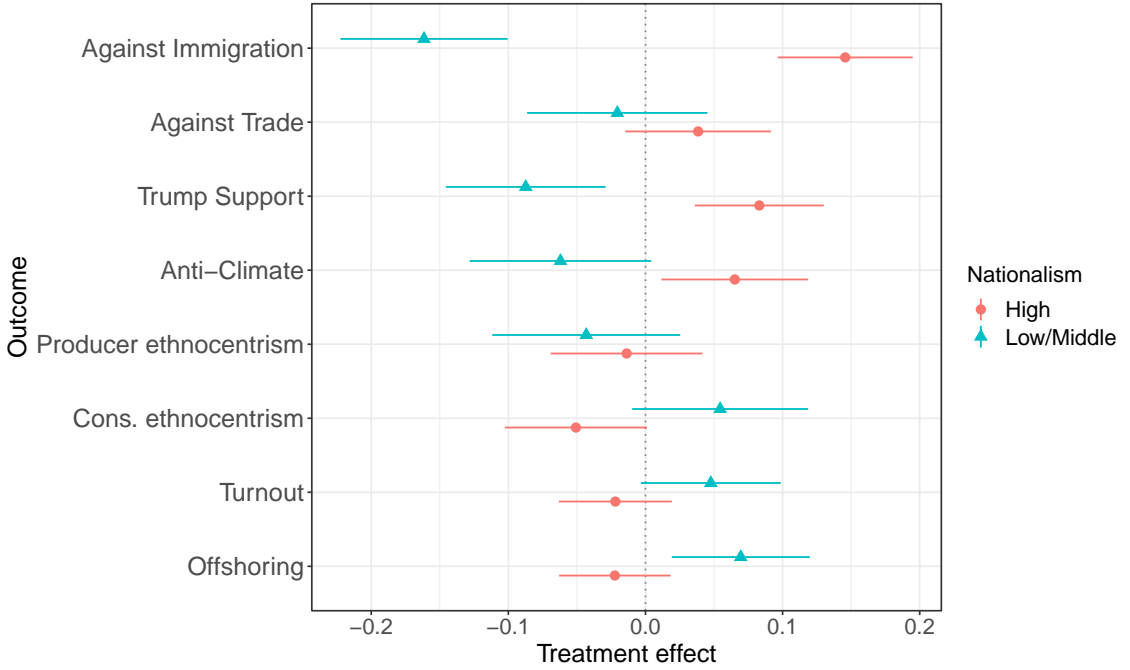 Against Immigration
Against Trade
Trump Support
Anti−Climate
Producer ethnocentrism
Cons. ethnocentrism
Turnout
Offshoring
Outcome
−0.2
−0.1
0.0
0.1
0.2
Treatment effect
Nationalism
High
Low/Middle